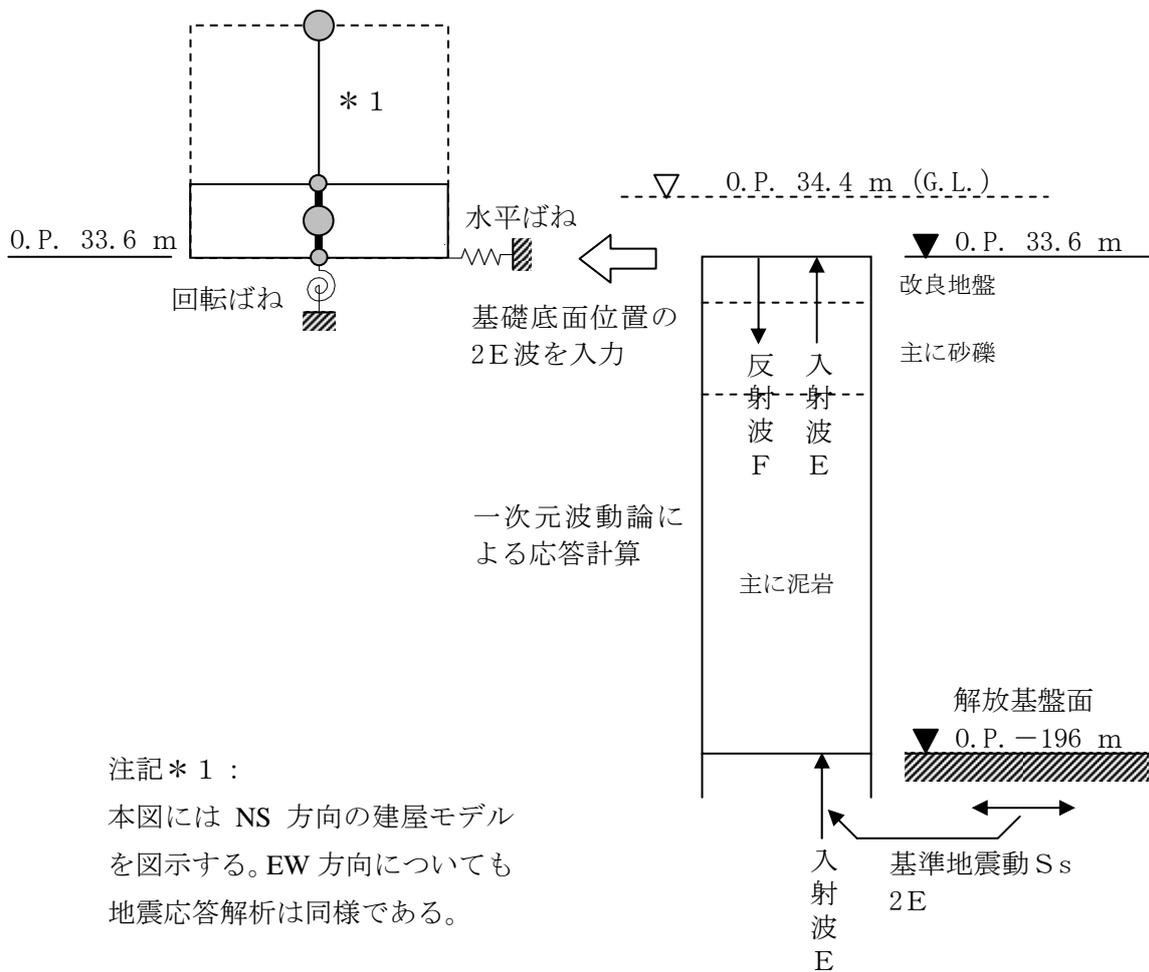 *1
O.P. 34.4 m (G.L.)
水平ばね
O.P. 33.6 m
O.P. 33.6 m
回転ばね
改良地盤
基礎底面位置の
2E波を入力
主に砂礫
反射波F
入射波E
一次元波動論に
よる応答計算
主に泥岩
解放基盤面
O.P.-196 m
注記*1:
本図には NS 方向の建屋モデル
を図示する。EW 方向についても
地震応答解析は同様である。
入射波E
基準地震動Ss
2E